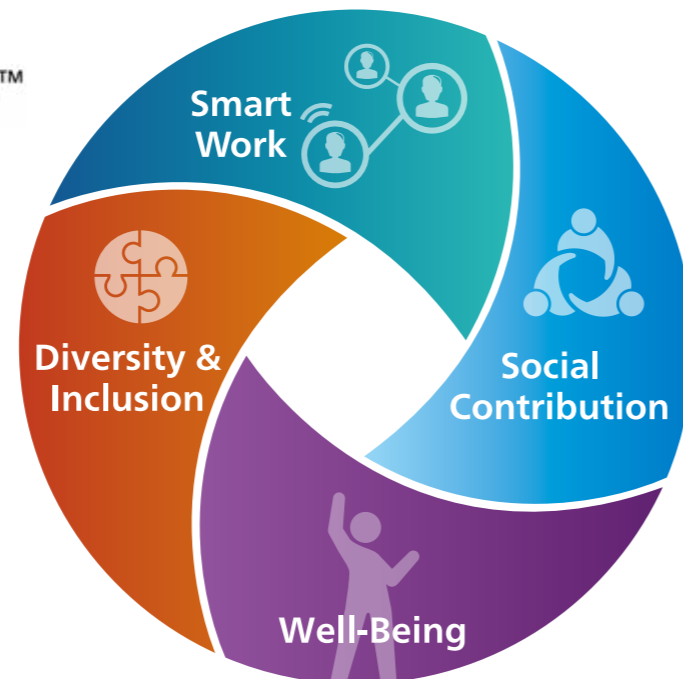 TM
Smart
Work
Diversity &
Inclusion
Social
Contribution
Well-Being